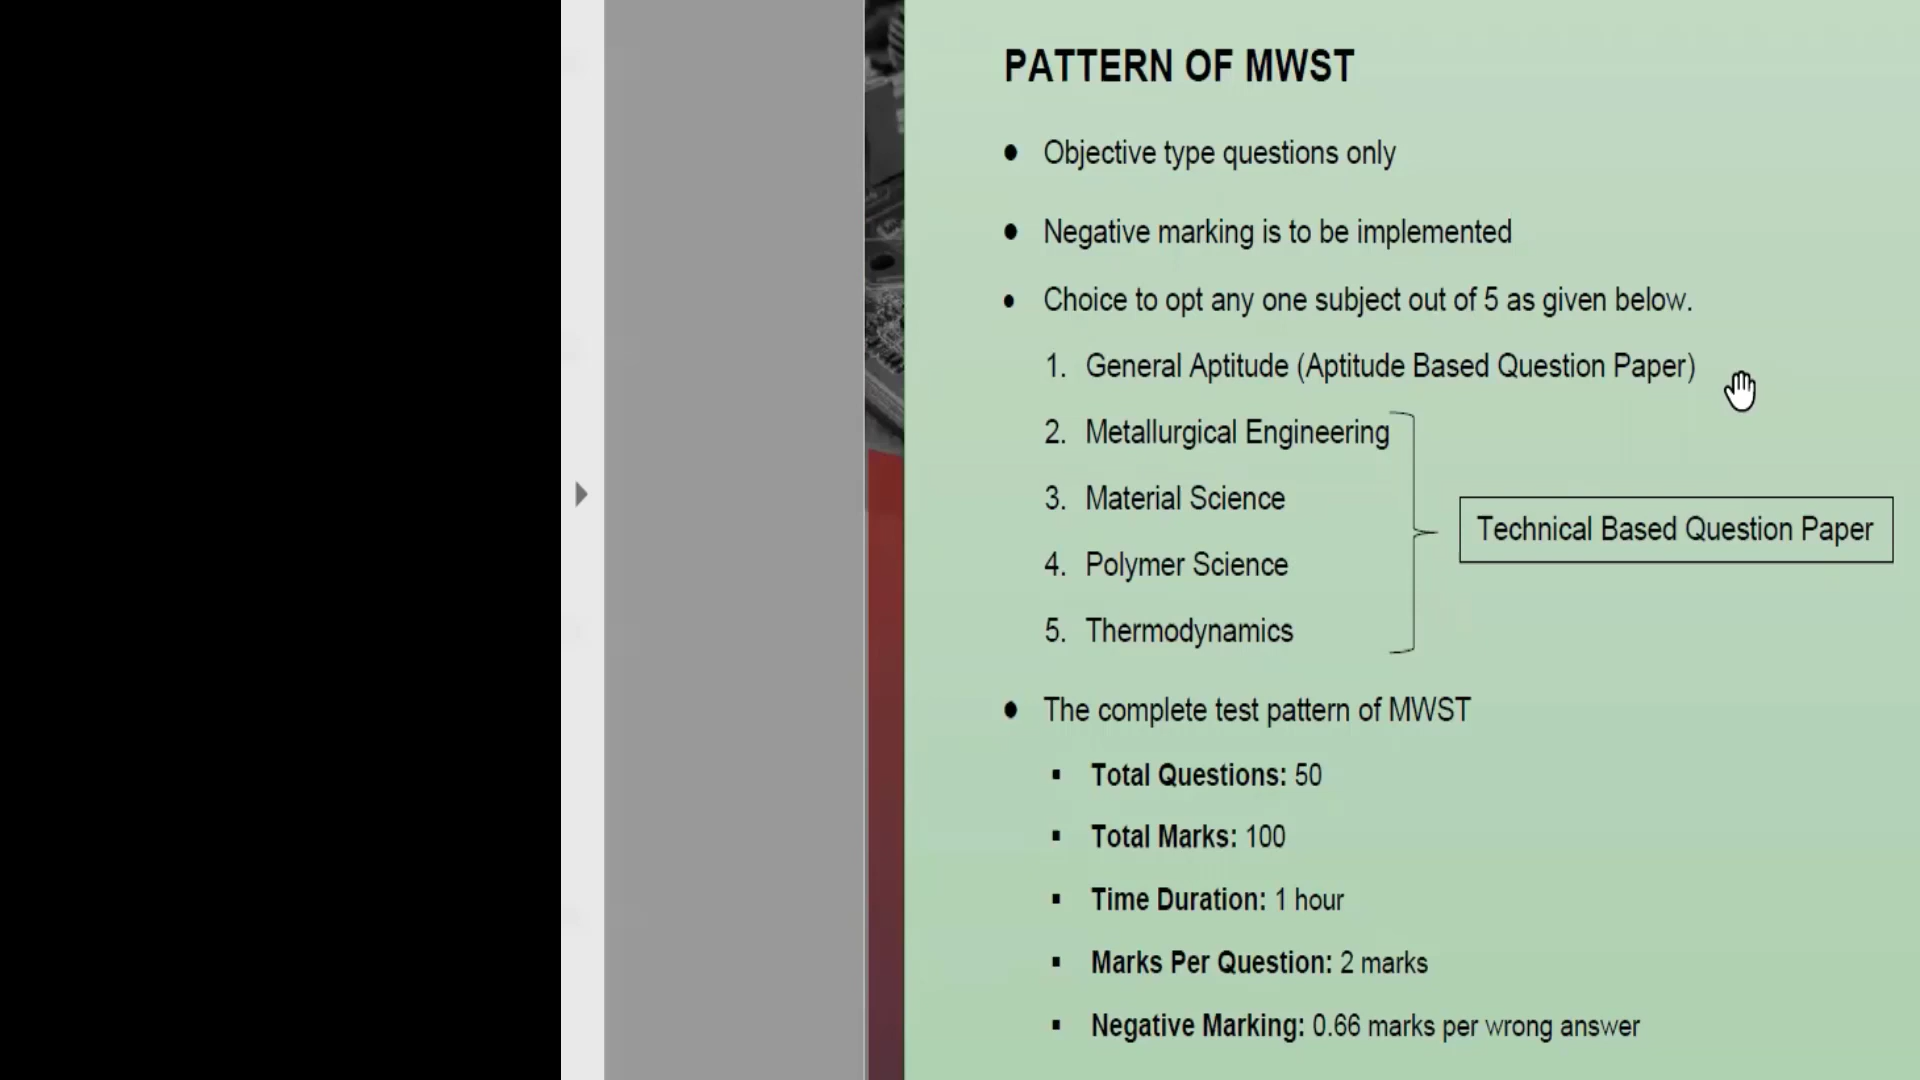 PATTERN OF MWST
● Objective type questions only
● Negative marking is to be implemented
● Choice to opt any one subject out of 5 as given below.
1. General Aptitude (Aptitude Based Question Paper)
2. Metallurgical Engineering
3. Material Science
Technical Based Question Paper
4. Polymer Science
5. Thermodynamics
● The complete test pattern of MWST
▪ Total Questions: 50
▪ Total Marks: 100
▪ Time Duration: 1 hour
▪ Marks Per Question: 2 marks
▪ Negative Marking: 0.66 marks per wrong answer